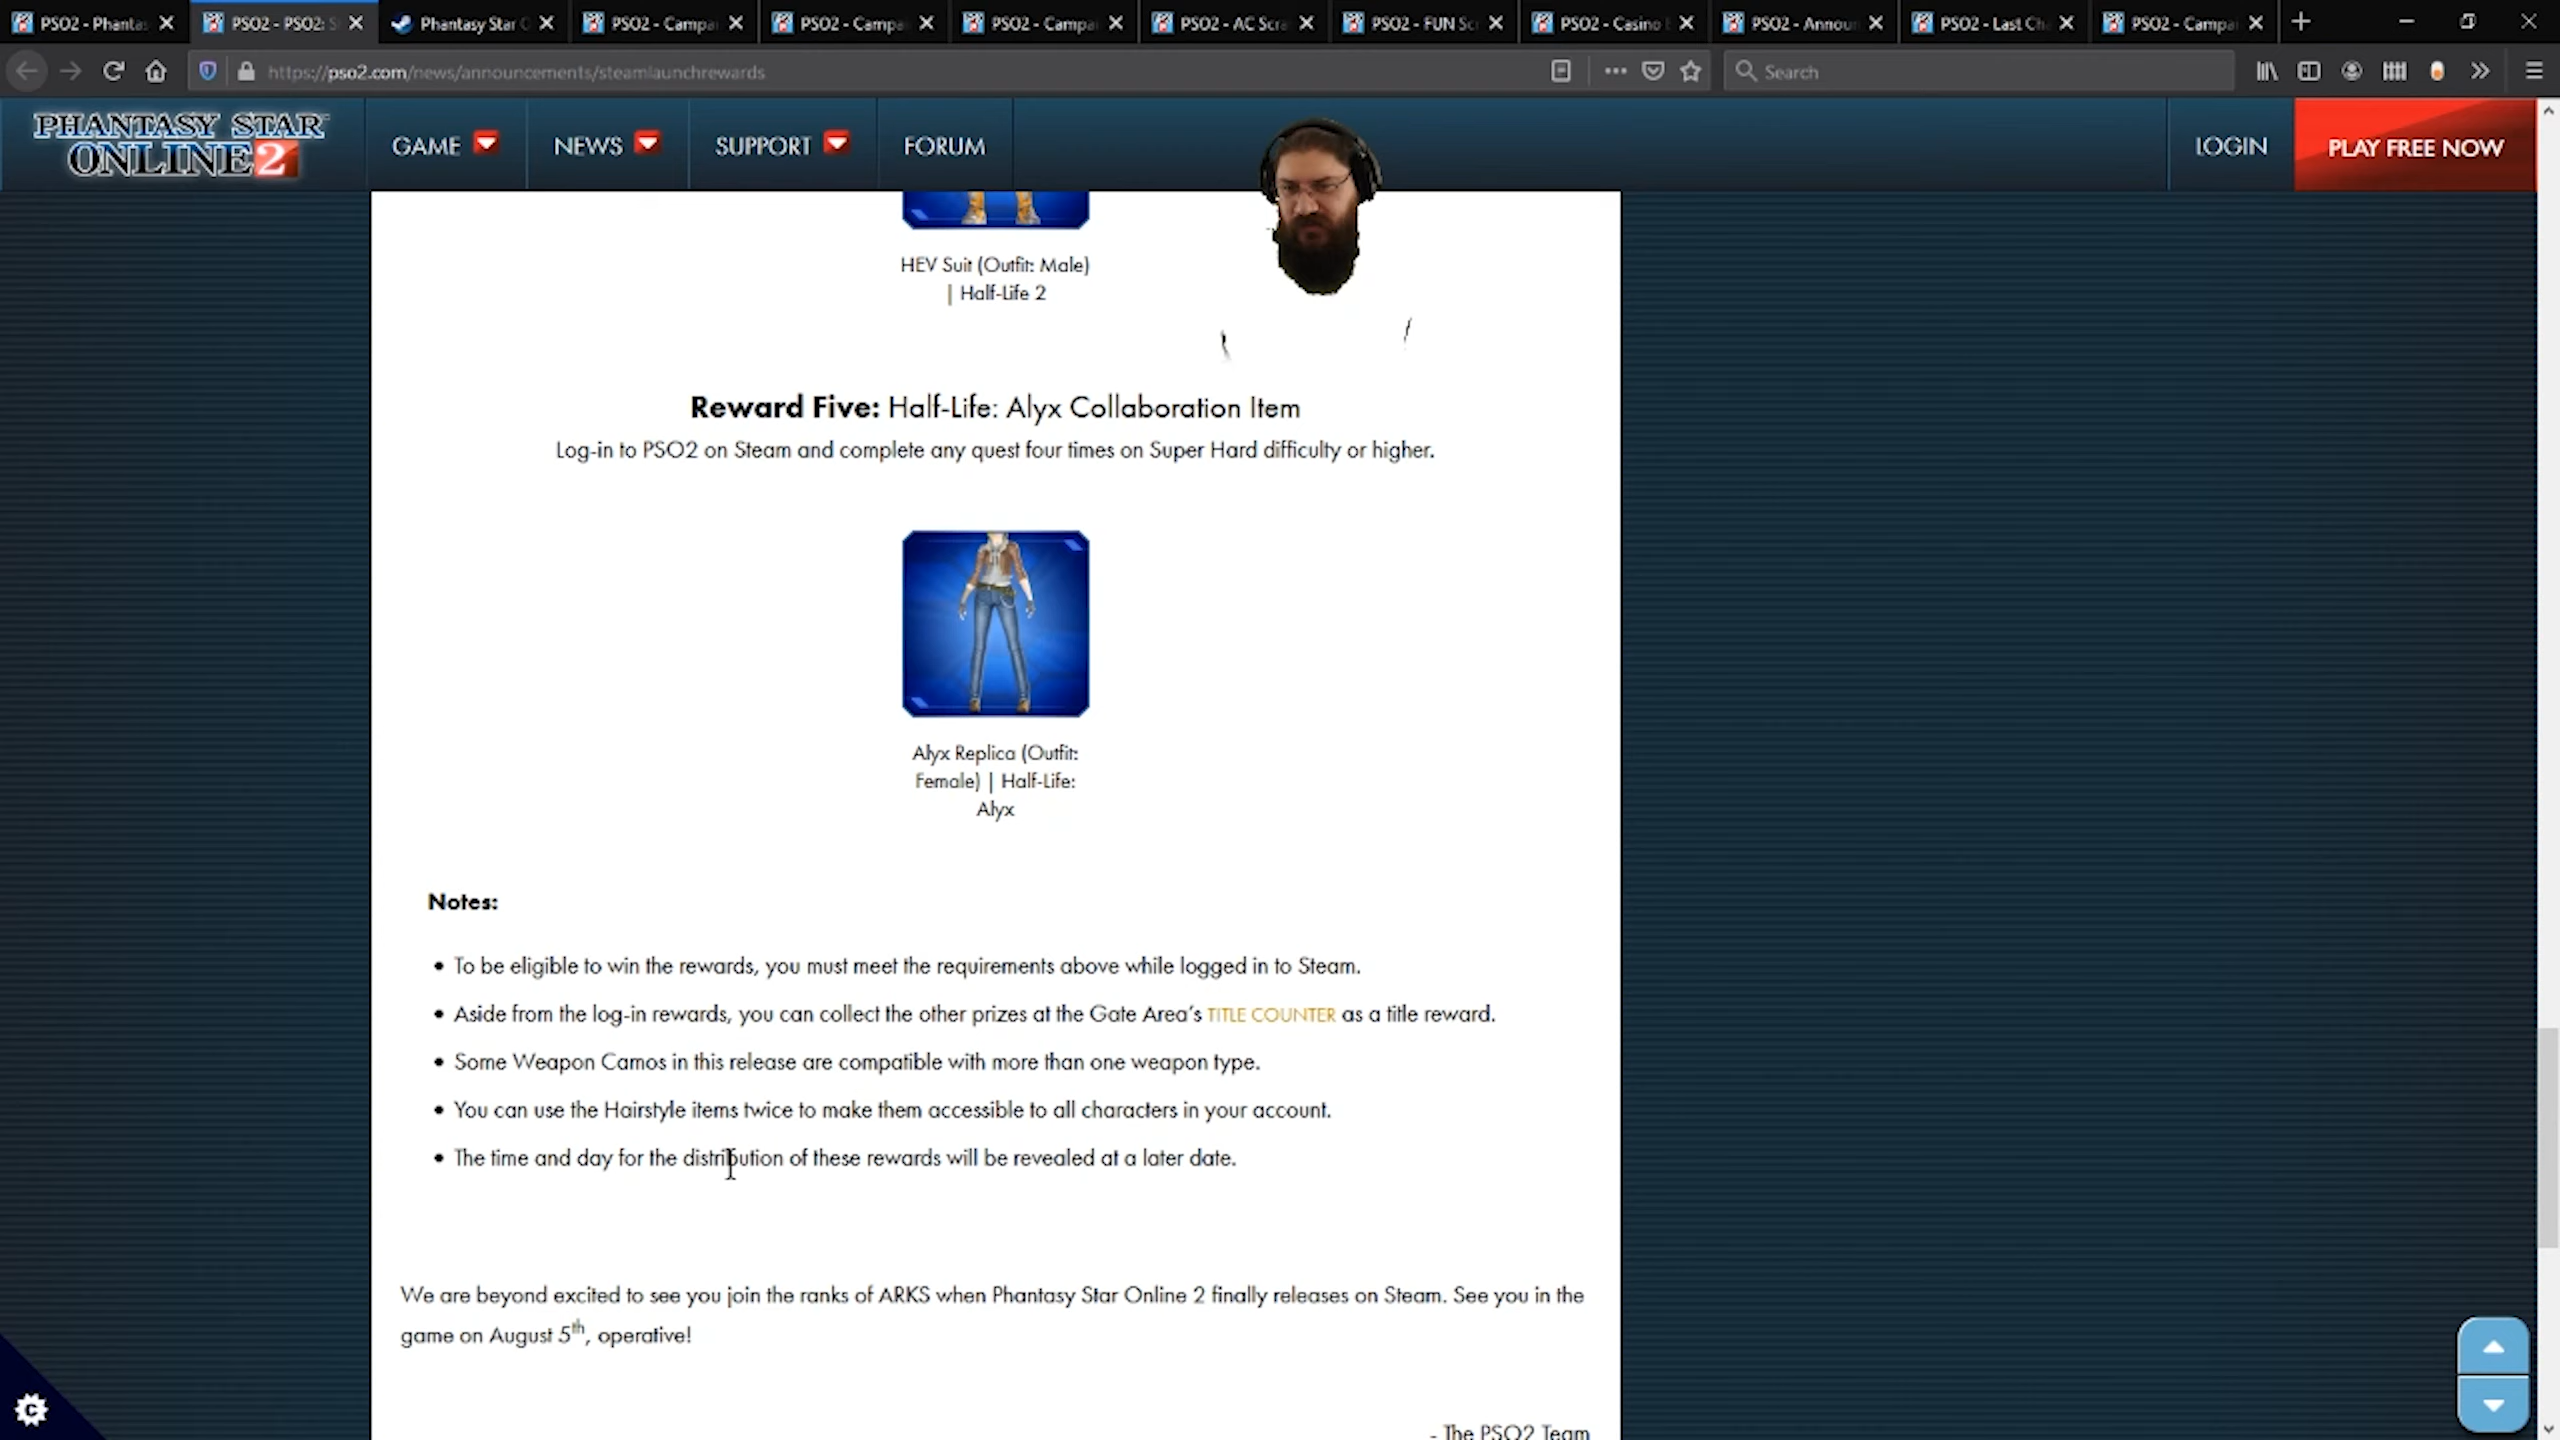 PSO2 - Phanta
PSO2 - PSO2: S
Phantasy Star O
PSO2 - Campa
PSO2 - Campa
PSO2 - Campa
PSO2 - AC Scra
PSO2 - FUN Sc
PSO2 - Casino
PSO2 - Announ
PSO2 - Last Ch
PSO2 - Campa
https://pso2.com/news/announcements/steamlaunchrewards
Search
PHANTASY STAR
ONLINE 2
GAME
NEWS
SUPPORT
FORUM
LOGIN
PLAY FREE NOW
HEV Suit (Outfit: Male)
| Half-Life 2
Reward Five: Half-Life: Alyx Collaboration Item
Log-in to PSO2 on Steam and complete any quest four times on Super Hard difficulty or higher.
Alyx Replica (Outfit:
Female) | Half-Life:
Alyx
Notes:
• To be eligible to win the rewards, you must meet the requirements above while logged in to Steam.
• Aside from the log-in rewards, you can collect the other prizes at the Gate Area's TITLE COUNTER as a title reward.
• Some Weapon Camos in this release are compatible with more than one weapon type.
• You can use the Hairstyle items twice to make them accessible to all characters in your account.
• The time and day for the distribution of these rewards will be revealed at a later date.
We are beyond excited to see you join the ranks of ARKS when Phantasy Star Online 2 finally releases on Steam. See you in the
game on August 5th, operative!
- The PSO2 Team